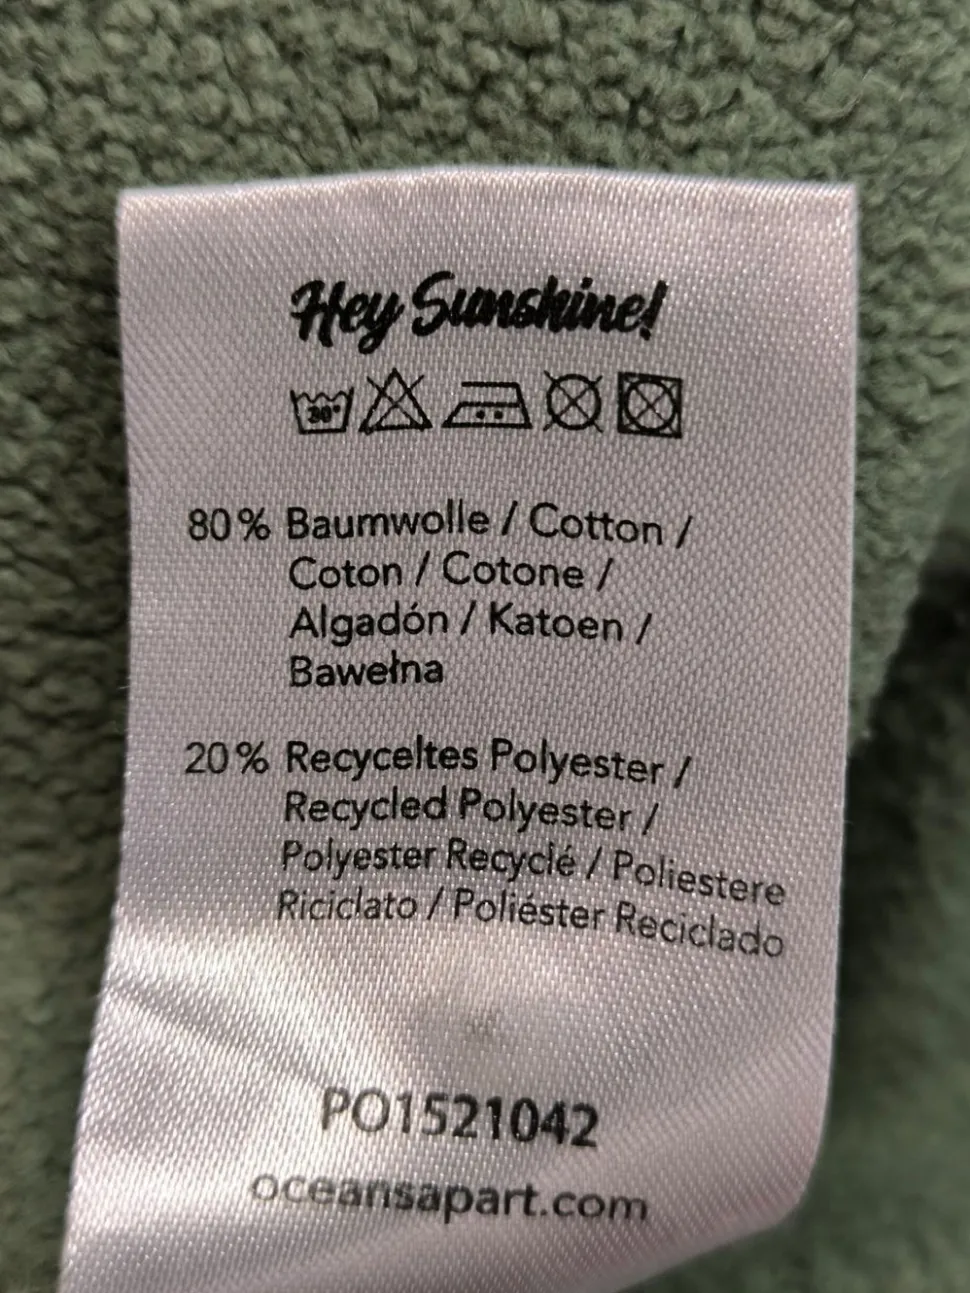 Hey Sunshine!
30°
80% Baumwolle / Cotton /
Coton / Cotone /
Algadón / Katoen /
Bawełna
20% Recyceltes Polyester /
Recycled Polyester /
Polyester Recyclé / Poliestere
Riciclato / Poliéster Reciclado
PO1521042
oceansapart.com